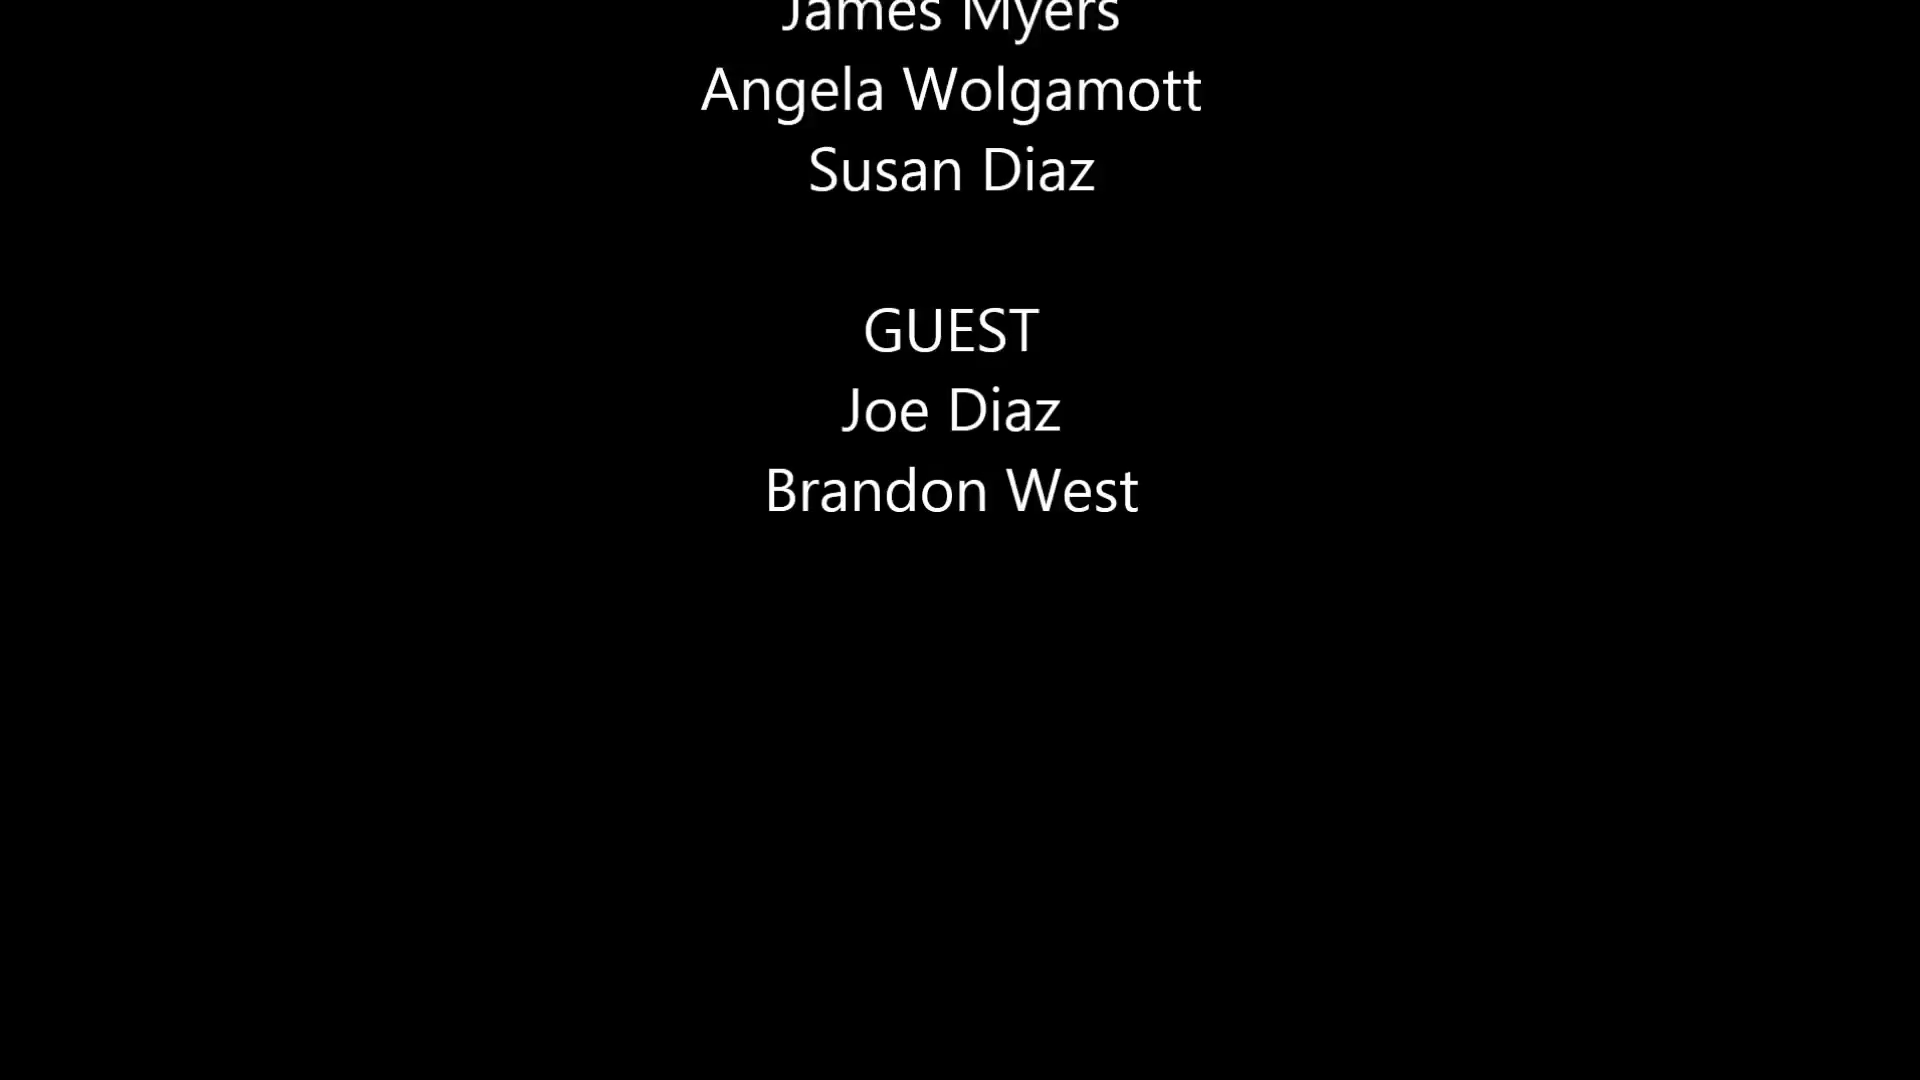 James Myers
Angela Wolgamott
Susan Diaz
GUEST
Joe Diaz
Brandon West